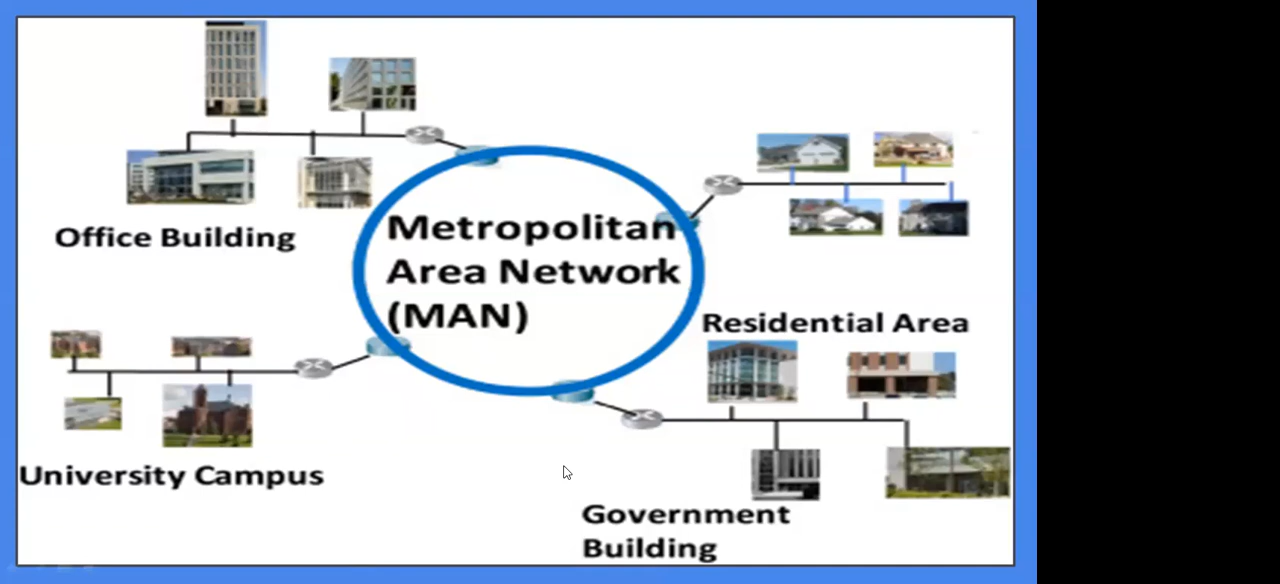 Office Building
Metropolitan
Area Network
(MAN)
Residential Area
University Campus
Government
Building